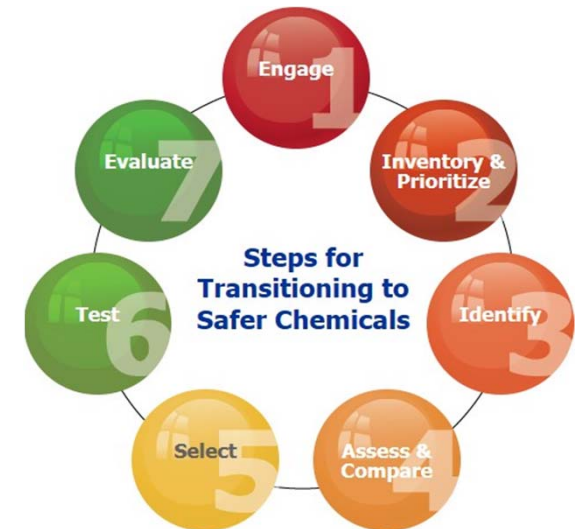 Steps for
Transitioning to
Safer Chemicals
1
Engage
2
Inventory &
Prioritize
3
Identify
4
Assess &
Compare
5
Select
6
Test
7
Evaluate